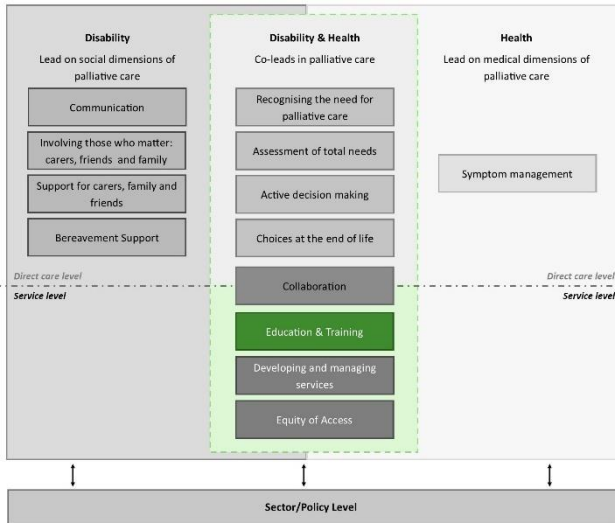 Disability
Lead on social dimensions of
palliative care
Communication
Involving those who matter:
carers, friends and family
Support for carers, family and
friends
Bereavement Support
Disability & Health
Co-leads in palliative care
Recognising the need for
palliative care
Assessment of total needs
Active decision making
Choices at the end of life
Collaboration
Education & Training
Developing and managing
services
Equity of Access
Health
Lead on medical dimensions of
palliative care
Symptom management
Direct care level
Service level
Direct care level
Service level
Sector/Policy Level